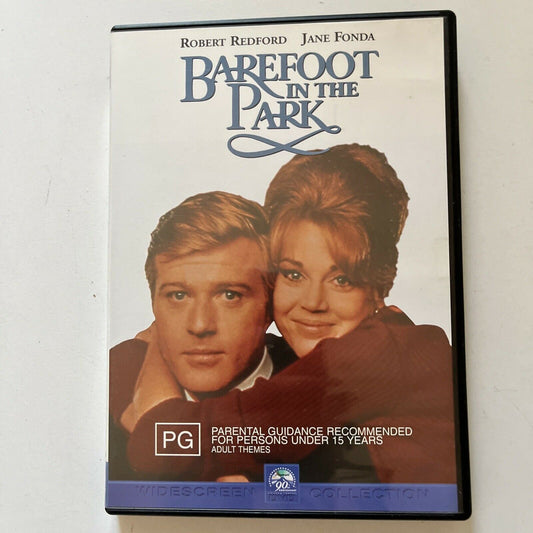 ROBERT REDFORD JANE FONDA
BAREFOOT
IN THE
PARK
PG
PARENTAL GUIDANCE RECOMMENDED
FOR PERSONS UNDER 15 YEARS
ADULT THEMES
WIDESCREEN 90 COLLECTION